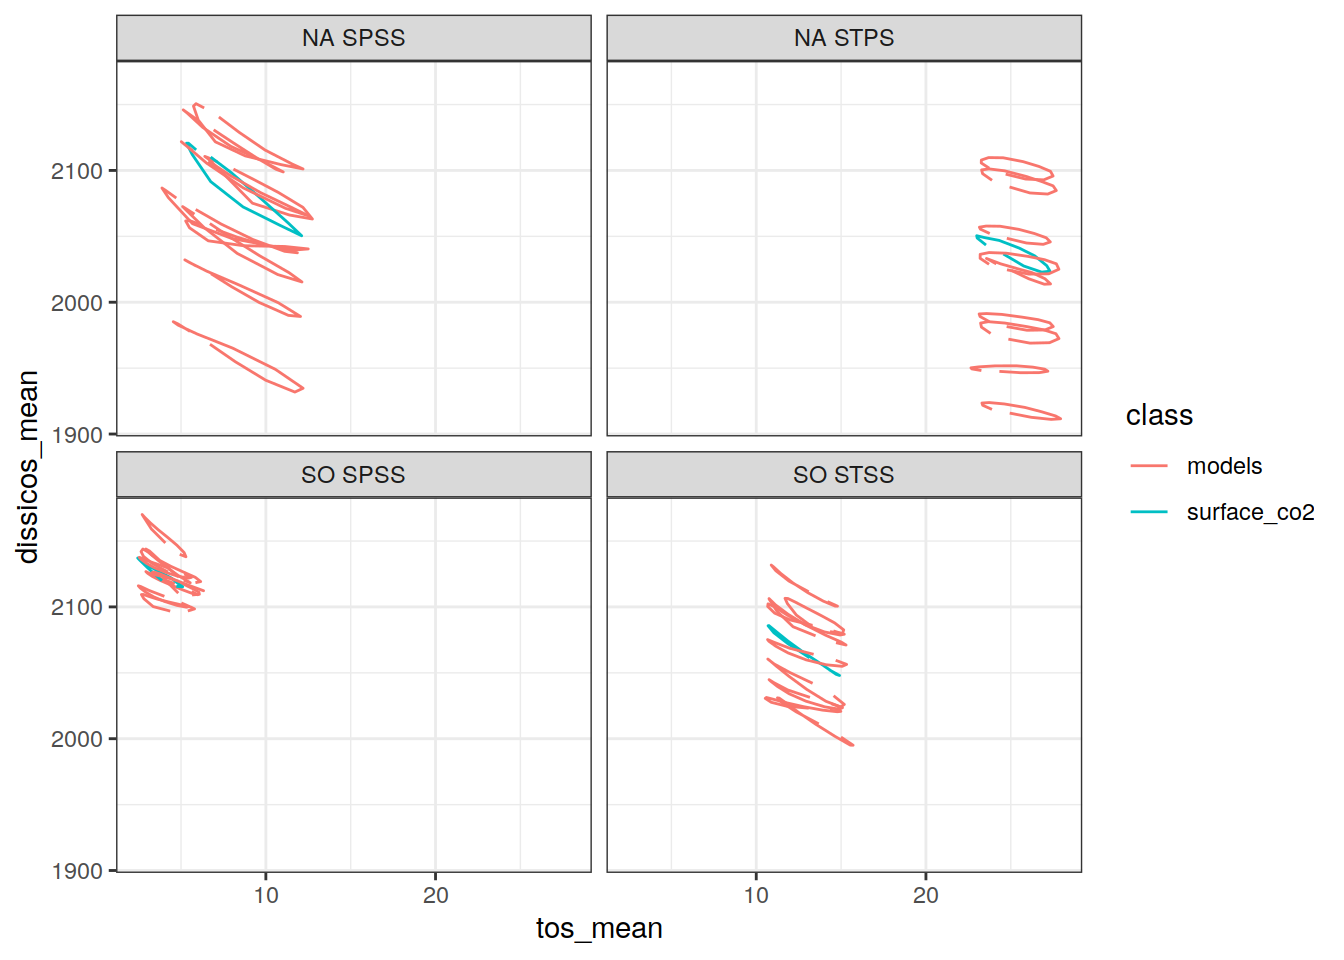 NA SPSS
NA STPS
2100
2000
1900
SO SPSS
SO STSS
2100
2000
1900
10
20
10
20
tos_mean
dissicos_mean
class
models
surface_co2